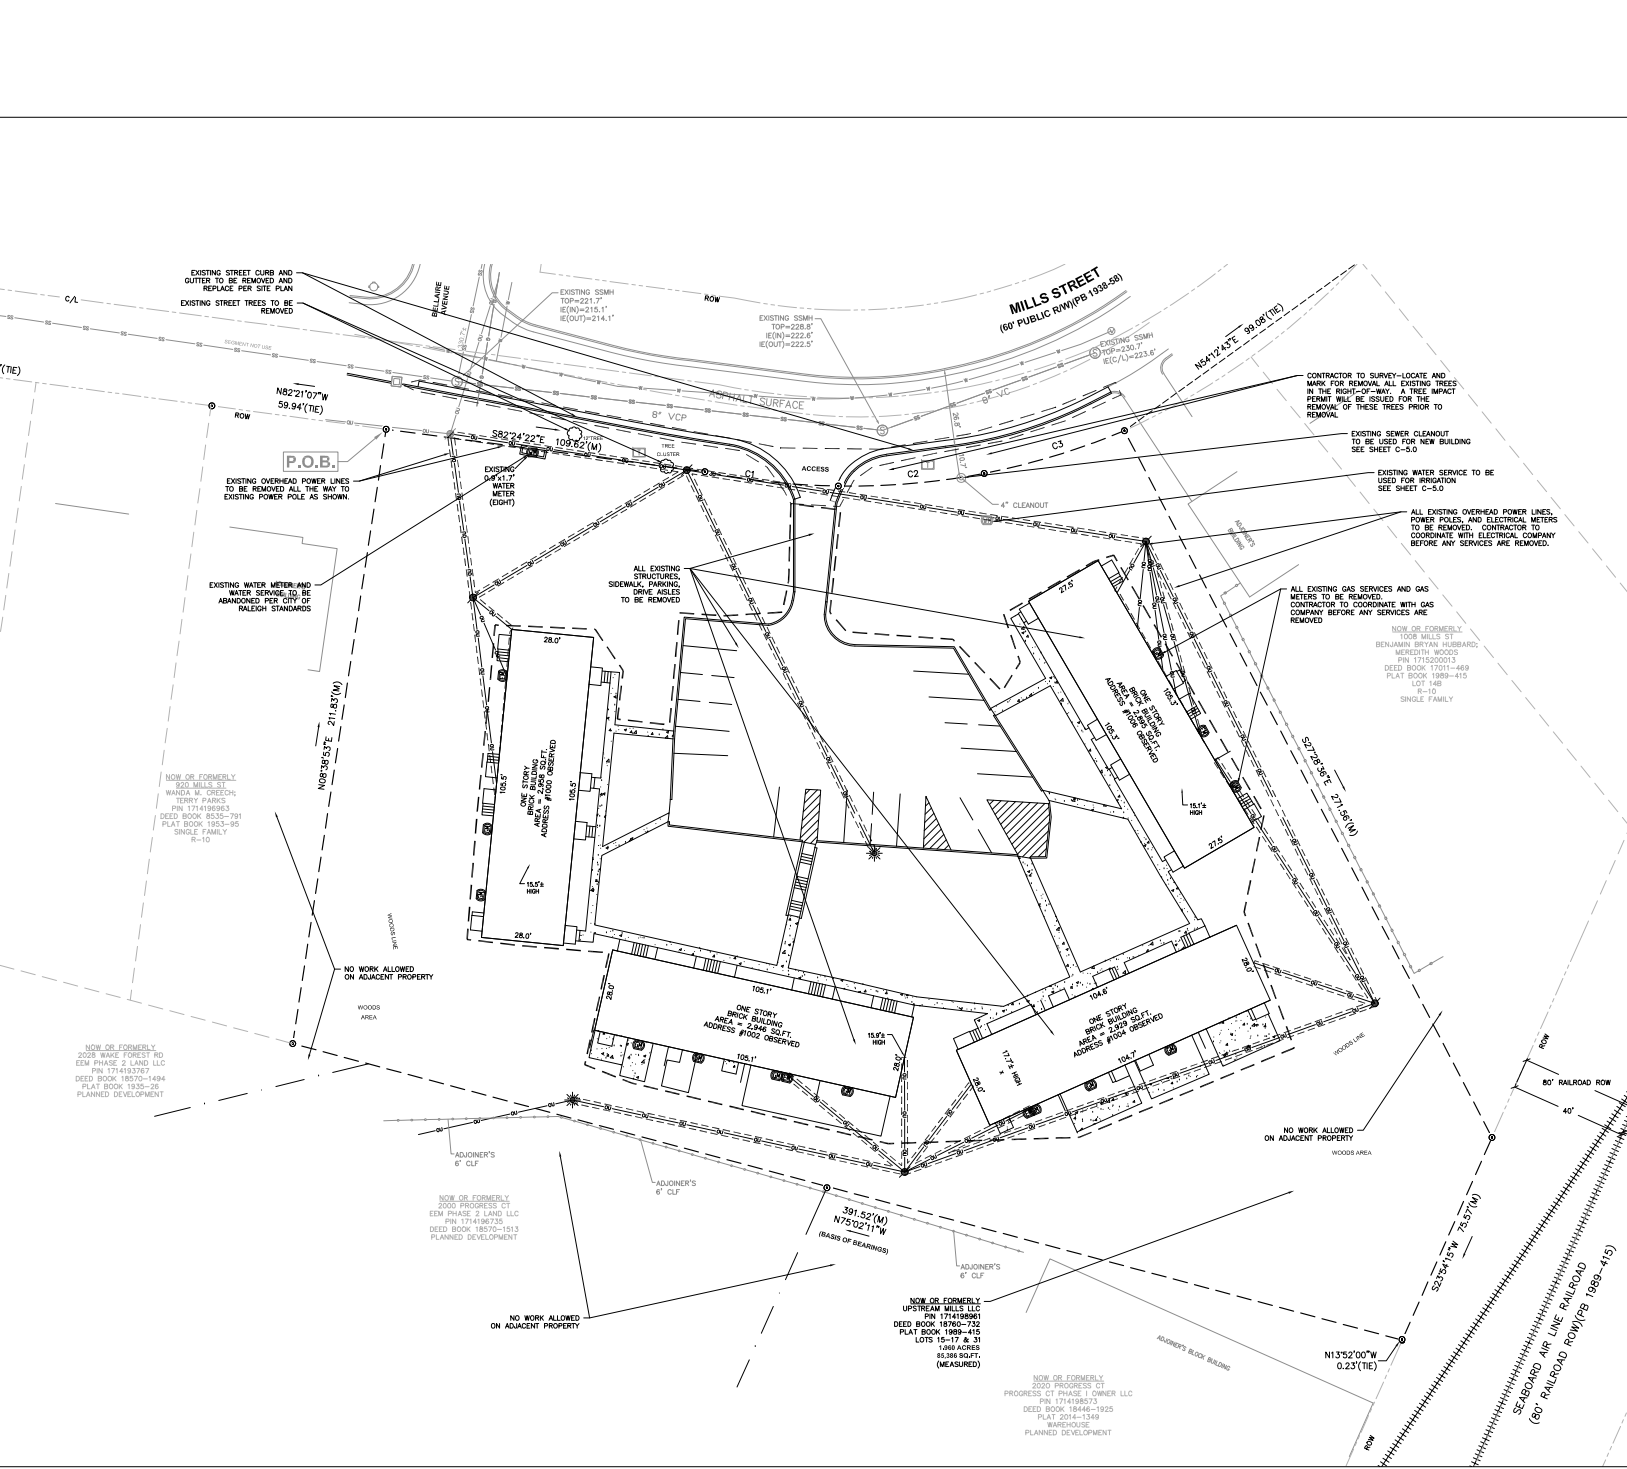 EXISTING STREET CURB AND
GUTTER TO BE REMOVED AND
REPLACE PER SITE PLAN
EXISTING STREET TREES TO BE
REMOVED
C/L
BELLAIRE
AVENUE
EXISTING SSMH
TOP=221.7'
IE(IN)=215.1'
IE(OUT)=214.1'
ROW
EXISTING SSMH
TOP=228.8'
IE(IN)=222.6'
IE(OUT)=222.5'
MILLS STREET
(60' PUBLIC R/W)(PB 1938-58)
EXISTING SSMH
TOP=230.7'
IE(C/L)=223.6'
N54°12'43"E 99.08'(TIE)
'(TIE)
N82°21'07"W
59.94'(TIE)
ROW
ASPHALT SURFACE
8" VCP
8" VC
26.8'
10.7'
CONTRACTOR TO SURVEY-LOCATE AND
MARK FOR REMOVAL ALL EXISTING TREES
IN THE RIGHT-OF-WAY. A TREE IMPACT
PERMIT WILL BE ISSUED FOR THE
REMOVAL OF THESE TREES PRIOR TO
REMOVAL
P.O.B.
S82°24'22"E 109.62'(M)
12"TREE
TREE
CLUSTER
C1
ACCESS
C2
C3
EXISTING SEWER CLEANOUT
TO BE USED FOR NEW BUILDING
SEE SHEET C-5.0
EXISTING OVERHEAD POWER LINES
TO BE REMOVED ALL THE WAY TO
EXISTING POWER POLE AS SHOWN.
EXISTING
0.9'x1.7'
WATER
METER
(EIGHT)
4" CLEANOUT
EXISTING WATER SERVICE TO BE
USED FOR IRRIGATION
SEE SHEET C-5.0
ADJOINER'S
BUILDING
ALL EXISTING OVERHEAD POWER LINES,
POWER POLES, AND ELECTRICAL METERS
TO BE REMOVED. CONTRACTOR TO
COORDINATE WITH ELECTRICAL COMPANY
BEFORE ANY SERVICES ARE REMOVED.
EXISTING WATER METER AND
WATER SERVICE TO BE
ABANDONED PER CITY OF
RALEIGH STANDARDS
ALL EXISTING
STRUCTURES,
SIDEWALK, PARKING,
DRIVE AISLES
TO BE REMOVED
ALL EXISTING GAS SERVICES AND GAS
METERS TO BE REMOVED.
CONTRACTOR TO COORDINATE WITH GAS
COMPANY BEFORE ANY SERVICES ARE
REMOVED
NOW OR FORMERLY
1008 MILLS ST
BENJAMIN BRYAN HUBBARD;
MEREDITH WOODS
PIN 1715200013
DEED BOOK 17011-469
PLAT BOOK 1989-415
LOT 14B
R-10
SINGLE FAMILY
N08°38'53"E 211.83'(M)
28.0'
105.5'
ONE STORY
BRICK BUILDING
AREA = 2,958 SQ.FT.
ADDRESS #1000 OBSERVED
105.5'
15.5'±
HIGH
28.0'
27.5'
105.3'
ONE STORY
BRICK BUILDING
AREA = 2,895 SQ.FT.
ADDRESS #1006 OBSERVED
105.3'
15.1'±
HIGH
27.5'
S27°28'36"E 271.56'(M)
NOW OR FORMERLY
920 MILLS ST
WANDA M. CREECH;
TERRY PARKS
PIN 1714196963
DEED BOOK 8535-791
PLAT BOOK 1953-95
SINGLE FAMILY
R-10
WOODS LINE
NO WORK ALLOWED
ON ADJACENT PROPERTY
WOODS
AREA
28.0'
105.1'
ONE STORY
BRICK BUILDING
AREA = 2,946 SQ.FT.
ADDRESS #1002 OBSERVED
105.1'
15.9'±
HIGH
28.0'
104.6'
28.0'
ONE STORY
BRICK BUILDING
AREA = 2,929 SQ.FT.
ADDRESS #1004 OBSERVED
104.7'
17.7'± HIGH
28.0'
WOODS LINE
NOW OR FORMERLY
2028 WAKE FOREST RD
EEM PHASE 2 LAND LLC
PIN 1714193767
DEED BOOK 18570-1494
PLAT BOOK 1935-26
PLANNED DEVELOPMENT
ROW
80' RAILROAD ROW
40'
NO WORK ALLOWED
ON ADJACENT PROPERTY
WOODS AREA
ADJOINER'S
6' CLF
ADJOINER'S
6' CLF
NOW OR FORMERLY
2000 PROGRESS CT
EEM PHASE 2 LAND LLC
PIN 1714196735
DEED BOOK 18570-1513
PLANNED DEVELOPMENT
391.52'(M)
N75°02'11"W
(BASIS OF BEARINGS)
ADJOINER'S
6' CLF
S23°54'15"W 75.57'(M)
NO WORK ALLOWED
ON ADJACENT PROPERTY
NOW OR FORMERLY
UPSTREAM MILLS LLC
PIN 1714198961
DEED BOOK 18760-732
PLAT BOOK 1989-415
LOTS 15-17 & 31
1.960 ACRES
85,386 SQ.FT.
(MEASURED)
ADJOINER'S BLOCK BUILDING
N13°52'00"W
0.23'(TIE)
SEABOARD AIR LINE RAILROAD
(80' RAILROAD ROW)(PB 1989-415)
NOW OR FORMERLY
2020 PROGRESS CT
PROGRESS CT PHASE I OWNER LLC
PIN 1714198573
DEED BOOK 18446-1925
PLAT 2014-1349
WAREHOUSE
PLANNED DEVELOPMENT
ROW